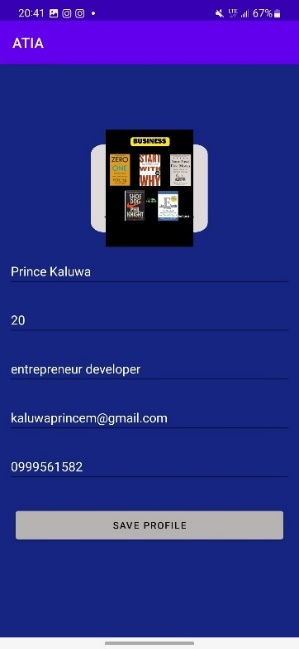 20:41
LTE
67%
ATIA
BUSINESS
ZERO
ONE
START
WITH
WHY
SHOE
DOG
PHIL
KNIGHT
Prince Kaluwa
20
entrepreneur developer
kaluwaprincem@gmail.com
0999561582
SAVE PROFILE